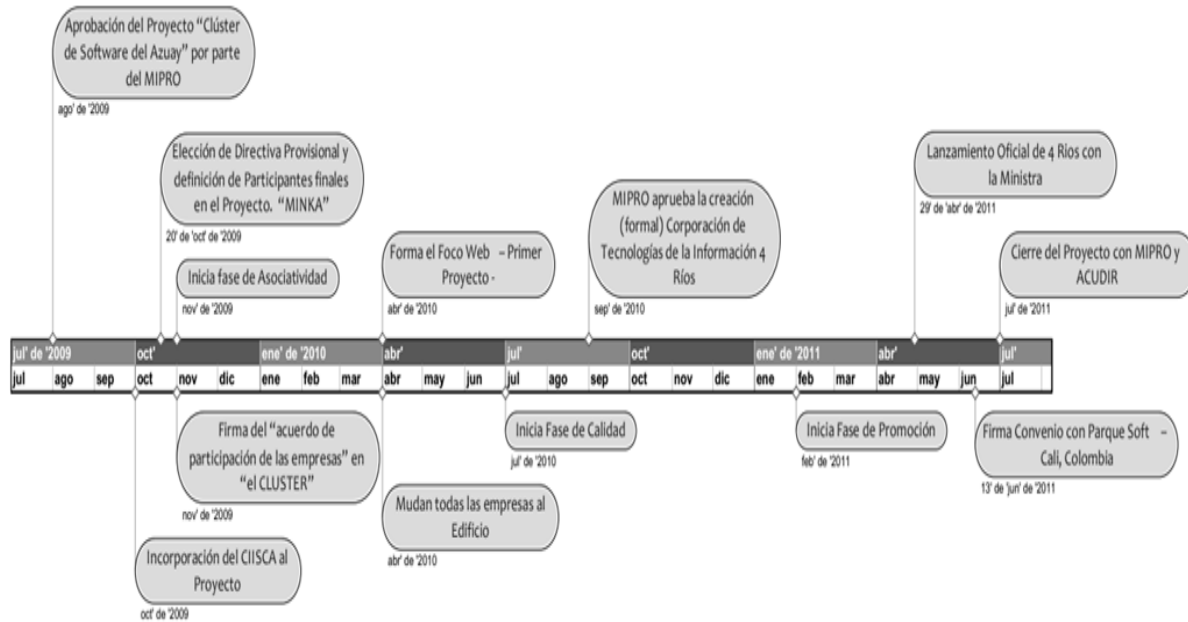 Aprobación del Proyecto “Clúster
de Software del Azuay” por parte
del MIPRO
ago' de '2009
Elección de Directiva Provisional y
definición de Participantes finales
en el Proyecto. “MINKA”
20' de 'oct' de '2009
Inicia fase de Asociatividad
nov' de '2009
Forma el Foco Web – Primer
Proyecto -
abr' de '2010
MIPRO aprueba la creación
(formal) Corporación de
Tecnologías de la Información 4
Ríos
sep' de '2010
Lanzamiento Oficial de 4 Rios con
la Ministra
29' de 'abr' de '2011
Cierre del Proyecto con MIPRO y
ACUDIR
jul' de '2011
jul' de '2009 oct' ene' de '2010 abr' jul' oct' ene' de '2011 abr' jul'
jul ago sep oct nov dic ene feb mar abr may jun jul ago sep oct nov dic ene feb mar abr may jun jul
Firma del “acuerdo de
participación de las empresas” en
“el CLUSTER”
nov' de '2009
Incorporación del CIISCA al
Proyecto
oct' de '2009
Mudan todas las empresas al
Edificio
abr' de '2010
Inicia Fase de Calidad
jul' de '2010
Inicia Fase de Promoción
feb' de '2011
Firma Convenio con Parque Soft –
Cali, Colombia
13' de 'jun' de '2011